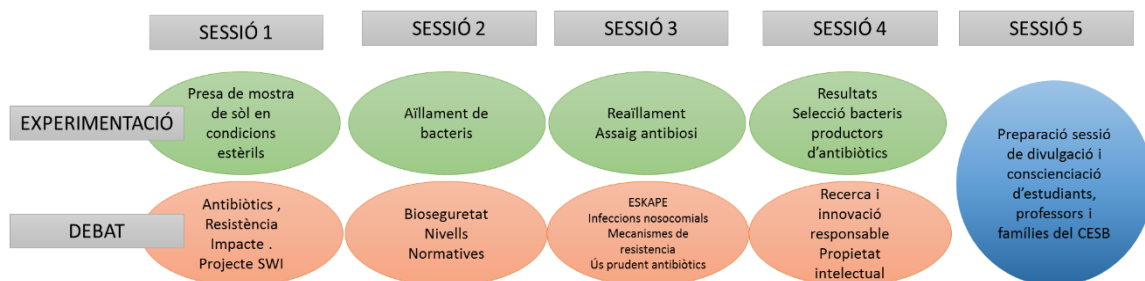 SESSIÓ 1
SESSIÓ 2
SESSIÓ 3
SESSIÓ 4
SESSIÓ 5
EXPERIMENTACIÓ
Presa de mostra
de sòl en
condicions
estèrils
Aïllament de
bacteris
Reaïllament
Assaig antibiosi
Resultats
Selecció bacteris
productors
d'antibiòtics
Preparació sessió
de divulgació i
conscienciació
d'estudiants,
professors i
famílies del CESB
DEBAT
Antibiòtics ,
Resistència
Impacte .
Projecte SWI
Bioseguretat
Nivells
Normatives
ESKAPE
Infeccions nosocomials
Mecanismes de
resistencia
Ús prudent antibiòtics
Recerca i
innovació
responsable
Propietat
intelectual